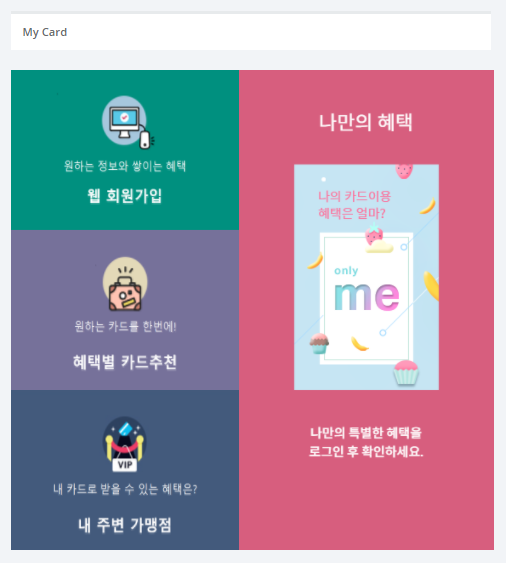 My Card
원하는 정보와 쌓이는 혜택
웹 회원가입
원하는 카드를 한번에!
혜택별 카드추천
VIP
내 카드로 받을 수 있는 혜택은?
내 주변 가맹점
나만의 혜택
나의 카드이용
혜택은 얼마?
only
me
나만의 특별한 혜택을
로그인 후 확인하세요.